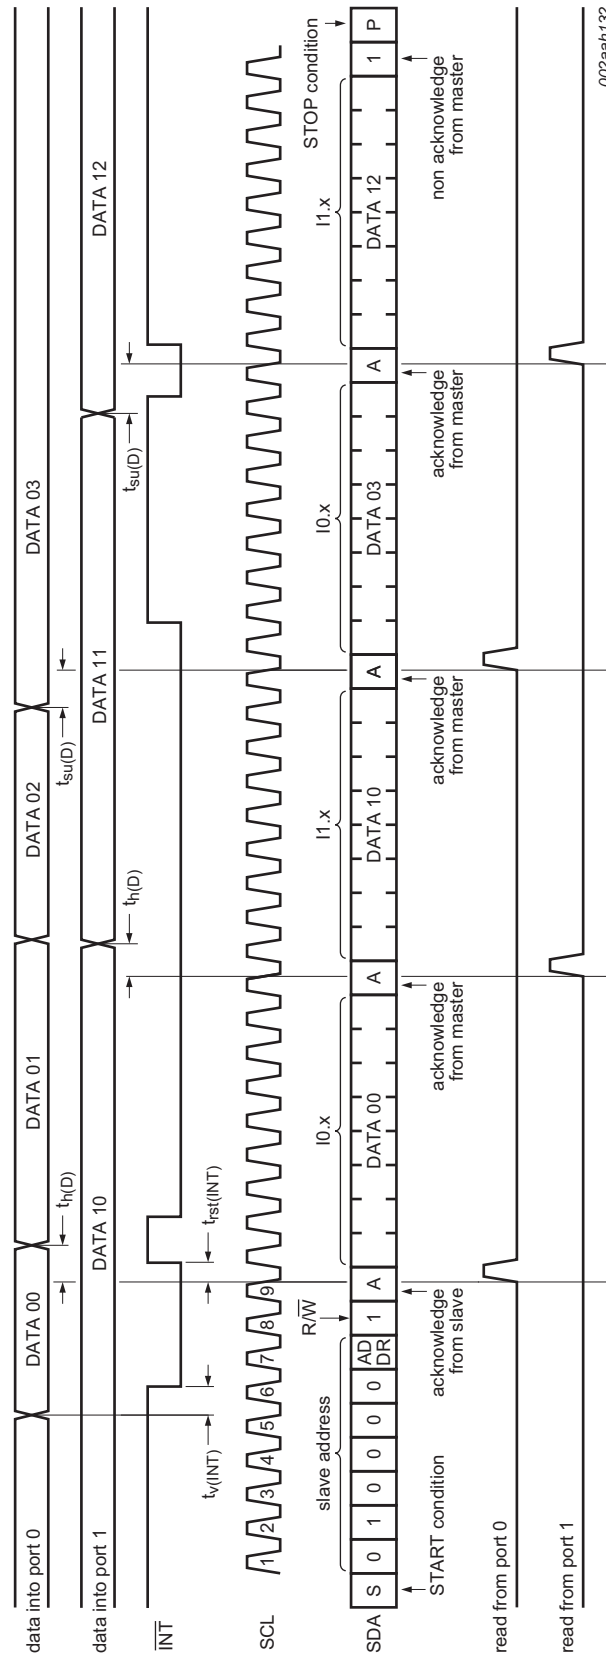 data into port 0
DATA 00
DATA 01
DATA 02
DATA 03
t_h(D)
t_su(D)
data into port 1
DATA 10
DATA 11
DATA 12
t_h(D)
t_su(D)
INT
t_v(INT)
t_rst(INT)
SCL
1 2 3 4 5 6 7 8 9
slave address
R/W
I0.x
I1.x
I0.x
I1.x
STOP condition
SDA
S 0 1 0 0 0 0 AD DR 1 A DATA 00 A DATA 10 A DATA 03 A DATA 12 1 P
START condition
acknowledge
from slave
acknowledge
from master
acknowledge
from master
acknowledge
from master
non acknowledge
from master
read from port 0
read from port 1
002aah132